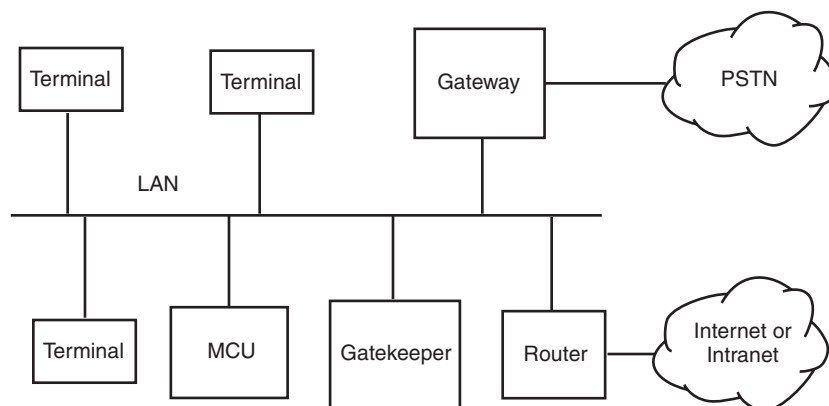 Terminal
Terminal
Gateway
PSTN
LAN
Terminal
MCU
Gatekeeper
Router
Internet or
Intranet